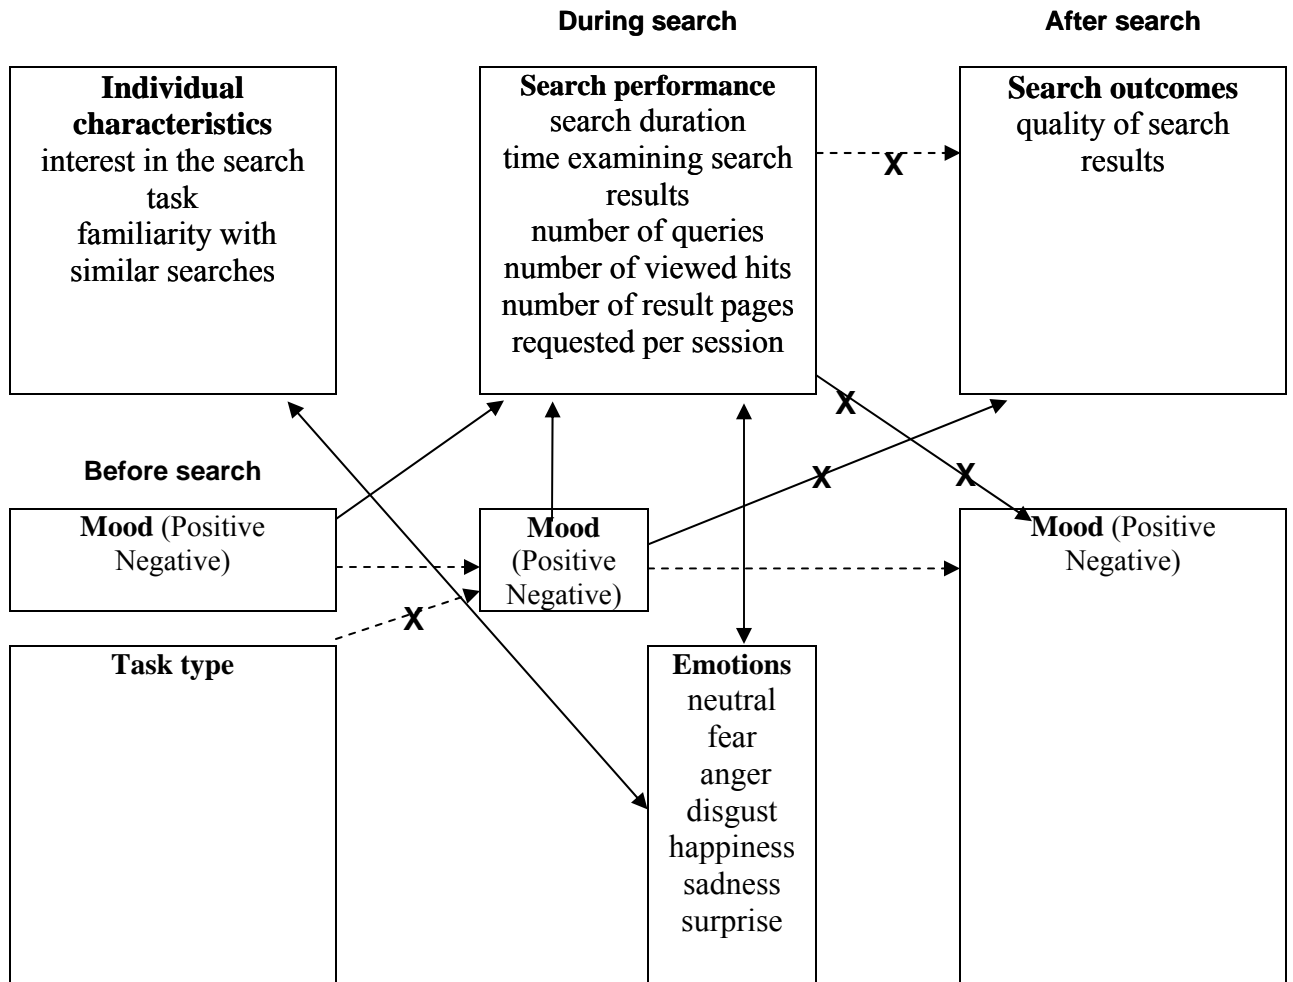 During search
After search
Individual
characteristics
interest in the search
task
familiarity with
similar searches
Search performance
search duration
time examining search
results
number of queries
number of viewed hits
number of result pages
requested per session
Search outcomes
quality of search
results
X
X
X
X
Before search
Mood (Positive
Negative)
Mood
(Positive
Negative)
Mood (Positive
Negative)
X
Task type
Emotions
neutral
fear
anger
disgust
happiness
sadness
surprise